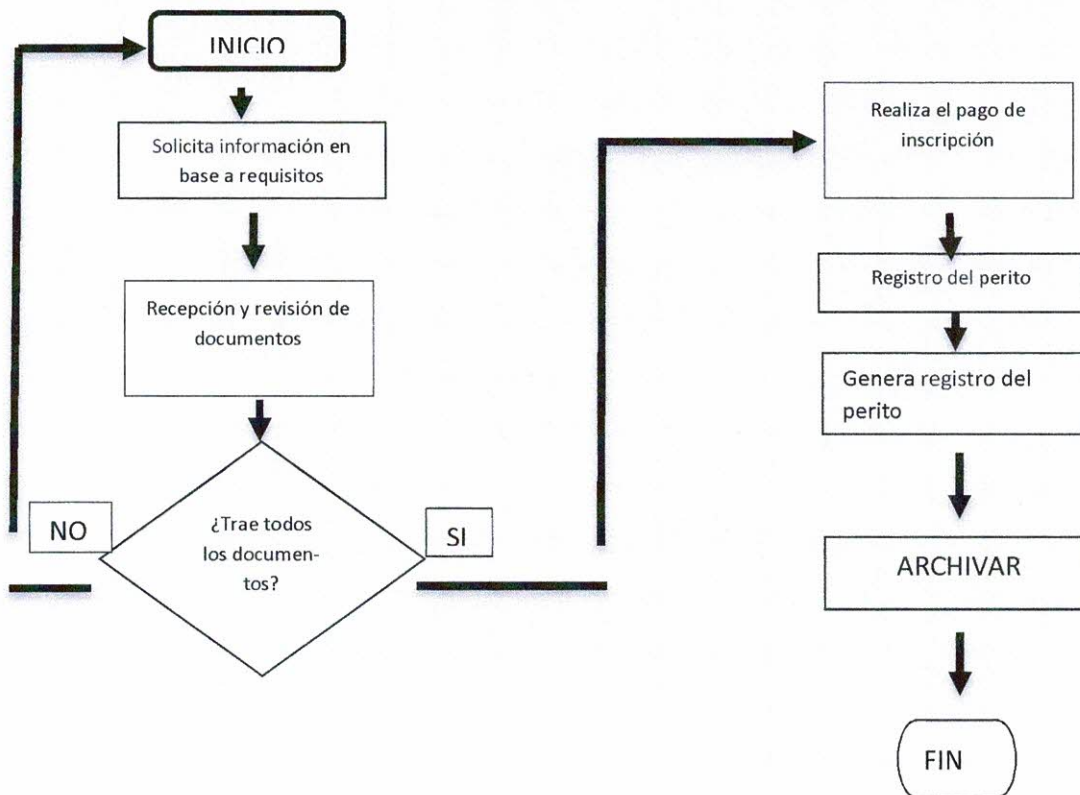 INICIO
Solicita información en
base a requisitos
Recepción y revisión de
documentos
¿Trae todos
los documen-
tos?
NO
SI
Realiza el pago de
inscripción
Registro del perito
Genera registro del
perito
ARCHIVAR
FIN